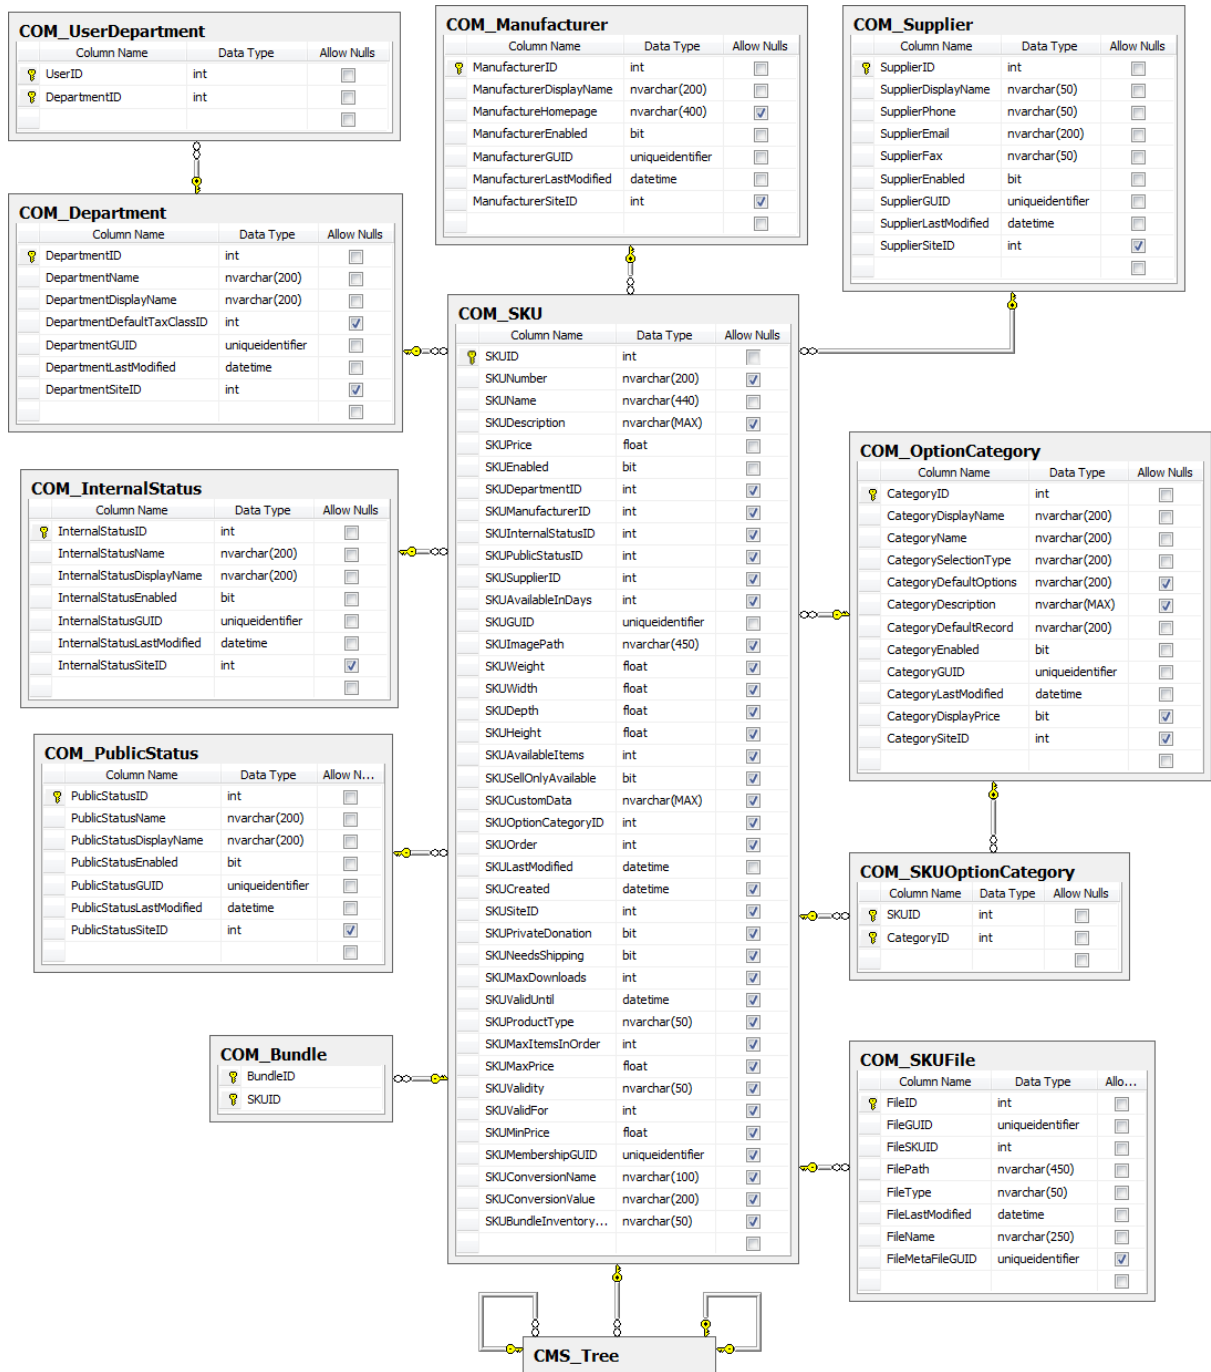 COM_UserDepartment
Column Name Data Type Allow Nulls
UserID int
DepartmentID int
COM_Manufacturer
Column Name Data Type Allow Nulls
ManufacturerID int
ManufacturerDisplayName nvarchar(200)
ManufactureHomepage nvarchar(400)
ManufacturerEnabled bit
ManufacturerGUID uniqueidentifier
ManufacturerLastModified datetime
ManufacturerSiteID int
COM_Supplier
Column Name Data Type Allow Nulls
SupplierID int
SupplierDisplayName nvarchar(50)
SupplierPhone nvarchar(50)
SupplierEmail nvarchar(200)
SupplierFax nvarchar(50)
SupplierEnabled bit
SupplierGUID uniqueidentifier
SupplierLastModified datetime
SupplierSiteID int
COM_Department
Column Name Data Type Allow Nulls
DepartmentID int
DepartmentName nvarchar(200)
DepartmentDisplayName nvarchar(200)
DepartmentDefaultTaxClassID int
DepartmentGUID uniqueidentifier
DepartmentLastModified datetime
DepartmentSiteID int
COM_SKU
Column Name Data Type Allow Nulls
SKUID int
SKUNumber nvarchar(200)
SKUName nvarchar(440)
SKUDescription nvarchar(MAX)
SKUPrice float
SKUEnabled bit
SKUDepartmentID int
SKUManufacturerID int
SKUInternalStatusID int
SKUPublicStatusID int
SKUSupplierID int
SKUAvailableInDays int
SKUGUID uniqueidentifier
SKUImagePath nvarchar(450)
SKUWeight float
SKUWidth float
SKUDepth float
SKUHeight float
SKUAvailableItems int
SKUSellOnlyAvailable bit
SKUCustomData nvarchar(MAX)
SKUOptionCategoryID int
SKUOrder int
SKULastModified datetime
SKUCreated datetime
SKUSiteID int
SKUPrivateDonation bit
SKUNeedsShipping bit
SKUMaxDownloads int
SKUValidUntil datetime
SKUProductType nvarchar(50)
SKUMaxItemsInOrder int
SKUMaxPrice float
SKUValidity nvarchar(50)
SKUValidFor int
SKUMinPrice float
SKUMembershipGUID uniqueidentifier
SKUConversionName nvarchar(100)
SKUConversionValue nvarchar(200)
SKUBundleInventory... nvarchar(50)
COM_InternalStatus
Column Name Data Type Allow Nulls
InternalStatusID int
InternalStatusName nvarchar(200)
InternalStatusDisplayName nvarchar(200)
InternalStatusEnabled bit
InternalStatusGUID uniqueidentifier
InternalStatusLastModified datetime
InternalStatusSiteID int
COM_OptionCategory
Column Name Data Type Allow Nulls
CategoryID int
CategoryDisplayName nvarchar(200)
CategoryName nvarchar(200)
CategorySelectionType nvarchar(200)
CategoryDefaultOptions nvarchar(200)
CategoryDescription nvarchar(MAX)
CategoryDefaultRecord nvarchar(200)
CategoryEnabled bit
CategoryGUID uniqueidentifier
CategoryLastModified datetime
CategoryDisplayPrice bit
CategorySiteID int
COM_PublicStatus
Column Name Data Type Allow N...
PublicStatusID int
PublicStatusName nvarchar(200)
PublicStatusDisplayName nvarchar(200)
PublicStatusEnabled bit
PublicStatusGUID uniqueidentifier
PublicStatusLastModified datetime
PublicStatusSiteID int
COM_SKUOptionCategory
Column Name Data Type Allow Nulls
SKUID int
CategoryID int
COM_Bundle
BundleID
SKUID
COM_SKUFile
Column Name Data Type Allo...
FileID int
FileGUID uniqueidentifier
FileSKUID int
FilePath nvarchar(450)
FileType nvarchar(50)
FileLastModified datetime
FileName nvarchar(250)
FileMetaFileGUID uniqueidentifier
CMS_Tree